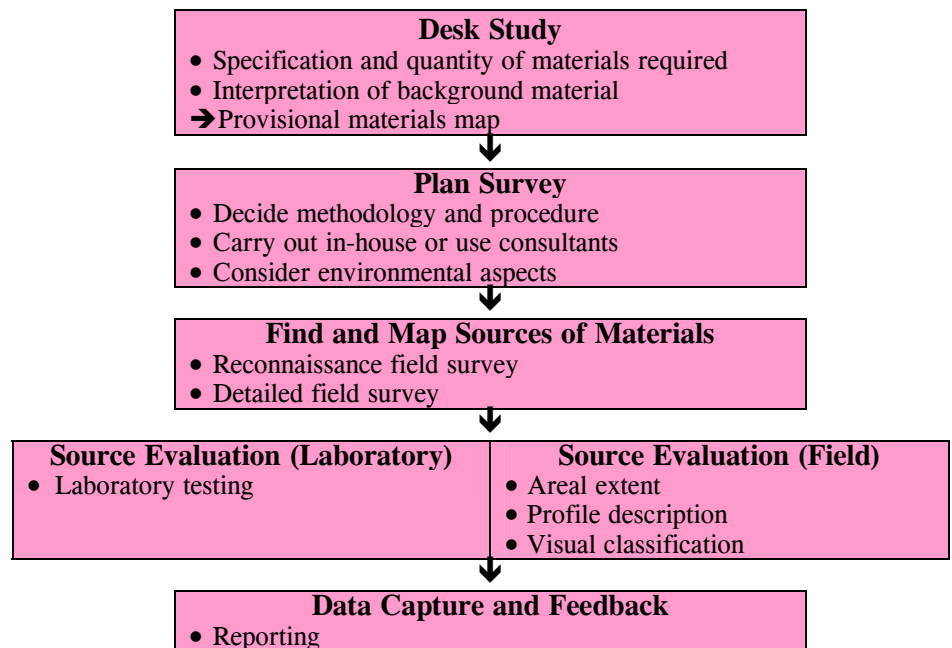 Desk Study
• Specification and quantity of materials required
• Interpretation of background material
➔Provisional materials map
Plan Survey
• Decide methodology and procedure
• Carry out in-house or use consultants
• Consider environmental aspects
Find and Map Sources of Materials
• Reconnaissance field survey
• Detailed field survey
Source Evaluation (Laboratory)
• Laboratory testing
Source Evaluation (Field)
• Areal extent
• Profile description
• Visual classification
Data Capture and Feedback
• Reporting